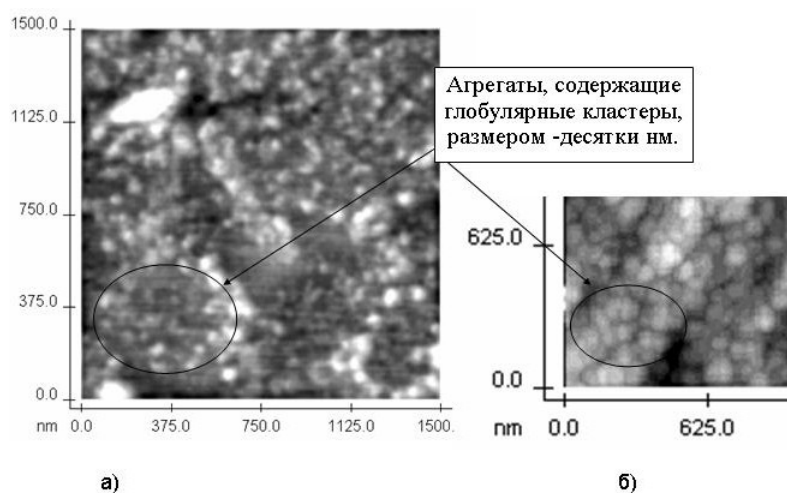 1500.0
1125.0
750.0
375.0
0.0
nm 0.0 375.0 750.0 1125.0 1500.
Агрегаты, содержащие
глобулярные кластеры,
размером -десятки нм.
625.0
0.0
nm 0.0 625.0
а)
б)